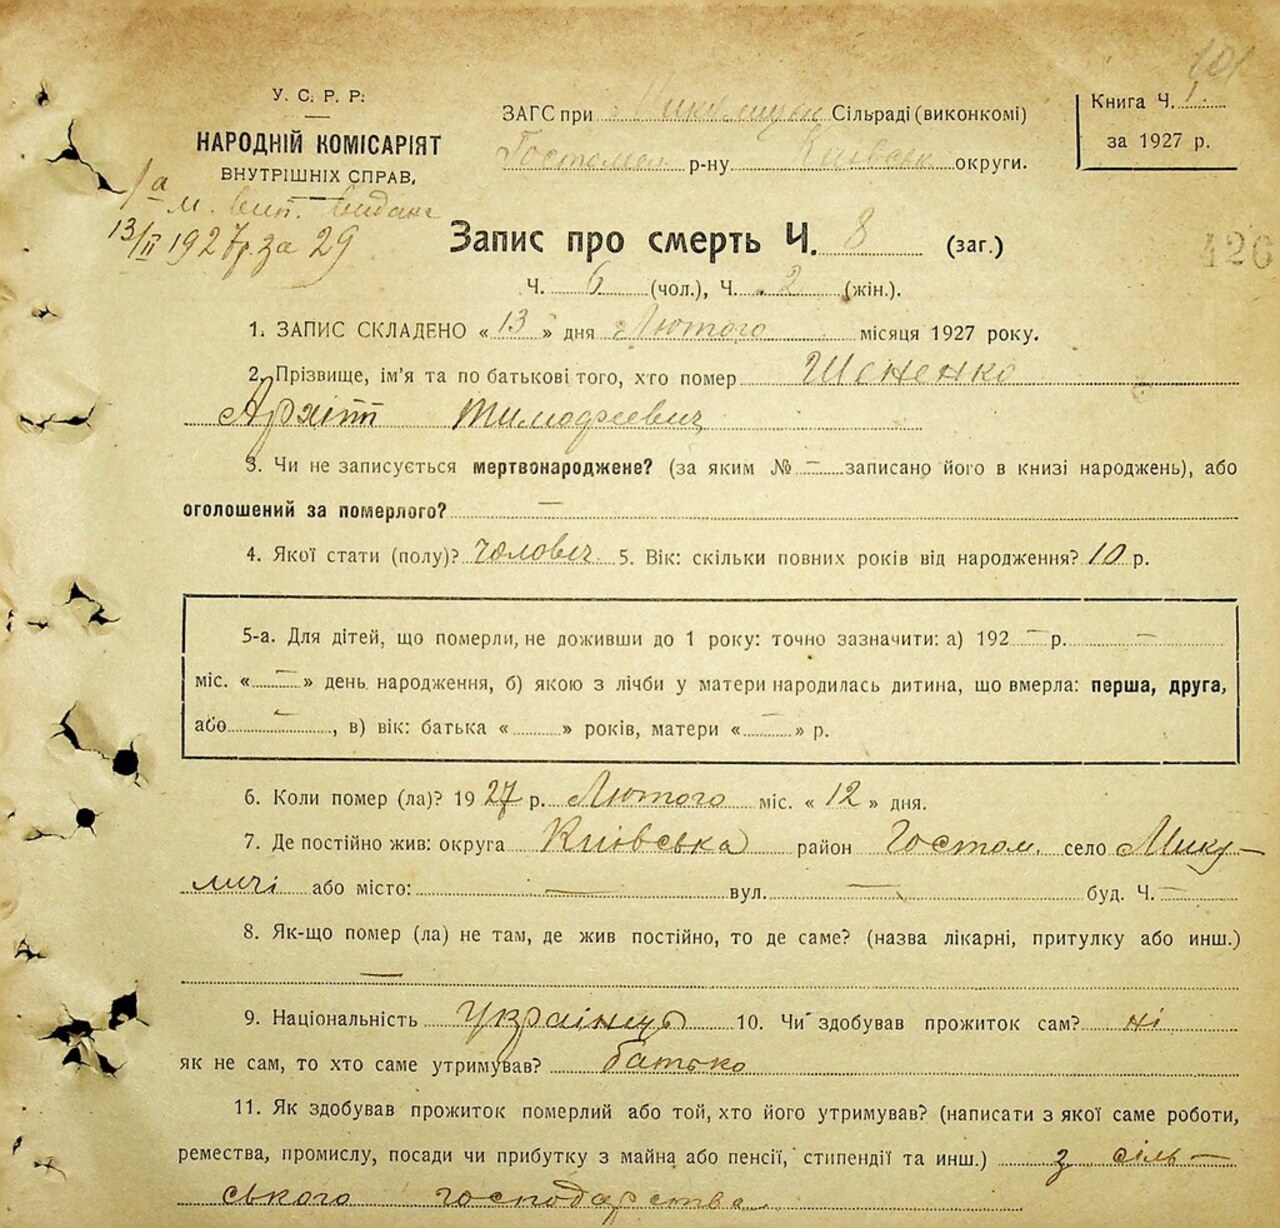 101
У. С. Р. Р.
НАРОДНІЙ КОМІСАРІЯТ
ВНУТРІШНІХ СПРАВ,
м. вип. видане
13/II 1927 р. за 29
ЗАГС при Сільраді (виконкомі)
Гостомел р-ну Київськ округи.
Книга Ч. 1
за 1927 р.
426
Запис про смерть Ч. 8 (заг.)
Ч. 6 (чол.), Ч. 2 (жін.).
1. ЗАПИС СКЛАДЕНО « 13 » дня Лютого місяця 1927 року.
2. Прізвище, ім'я та по батькові того, хто помер
Тимофеевич
3. Чи не записується мертвонароджене? (за яким № — записано його в книзі народжень), або
оголошений за померлого? —
4. Якої стати (полу)? чоловіч. 5. Вік: скільки повних років від народження? 10 р.
5-а. Для дітей, що померли, не доживши до 1 року: точно зазначити: а) 192 — р. —
міс. « — » день народження, б) якою з лічби у матери народилась дитина, що вмерла: перша, друга,
або —, в) вік: батька « » років, матери « — » р.
6. Коли помер (ла)? 19 27 р. Лютого міс. « 12 » дня.
7. Де постійно жив: округа Київська район Гостом. село Мику-
личі або місто: — вул. — буд. Ч. —
8. Як-що помер (ла) не там, де жив постійно, то де саме? (назва лікарні, притулку або инш.)
—
9. Національність Українець 10. Чи здобував прожиток сам? ні
як не сам, то хто саме утримував? батько
11. Як здобував прожиток померлий або той, хто його утримував? (написати з якої саме роботи,
ремества, промислу, посади чи прибутку з майна або пенсії, стипендії та инш.) з сіль-
ського господарства